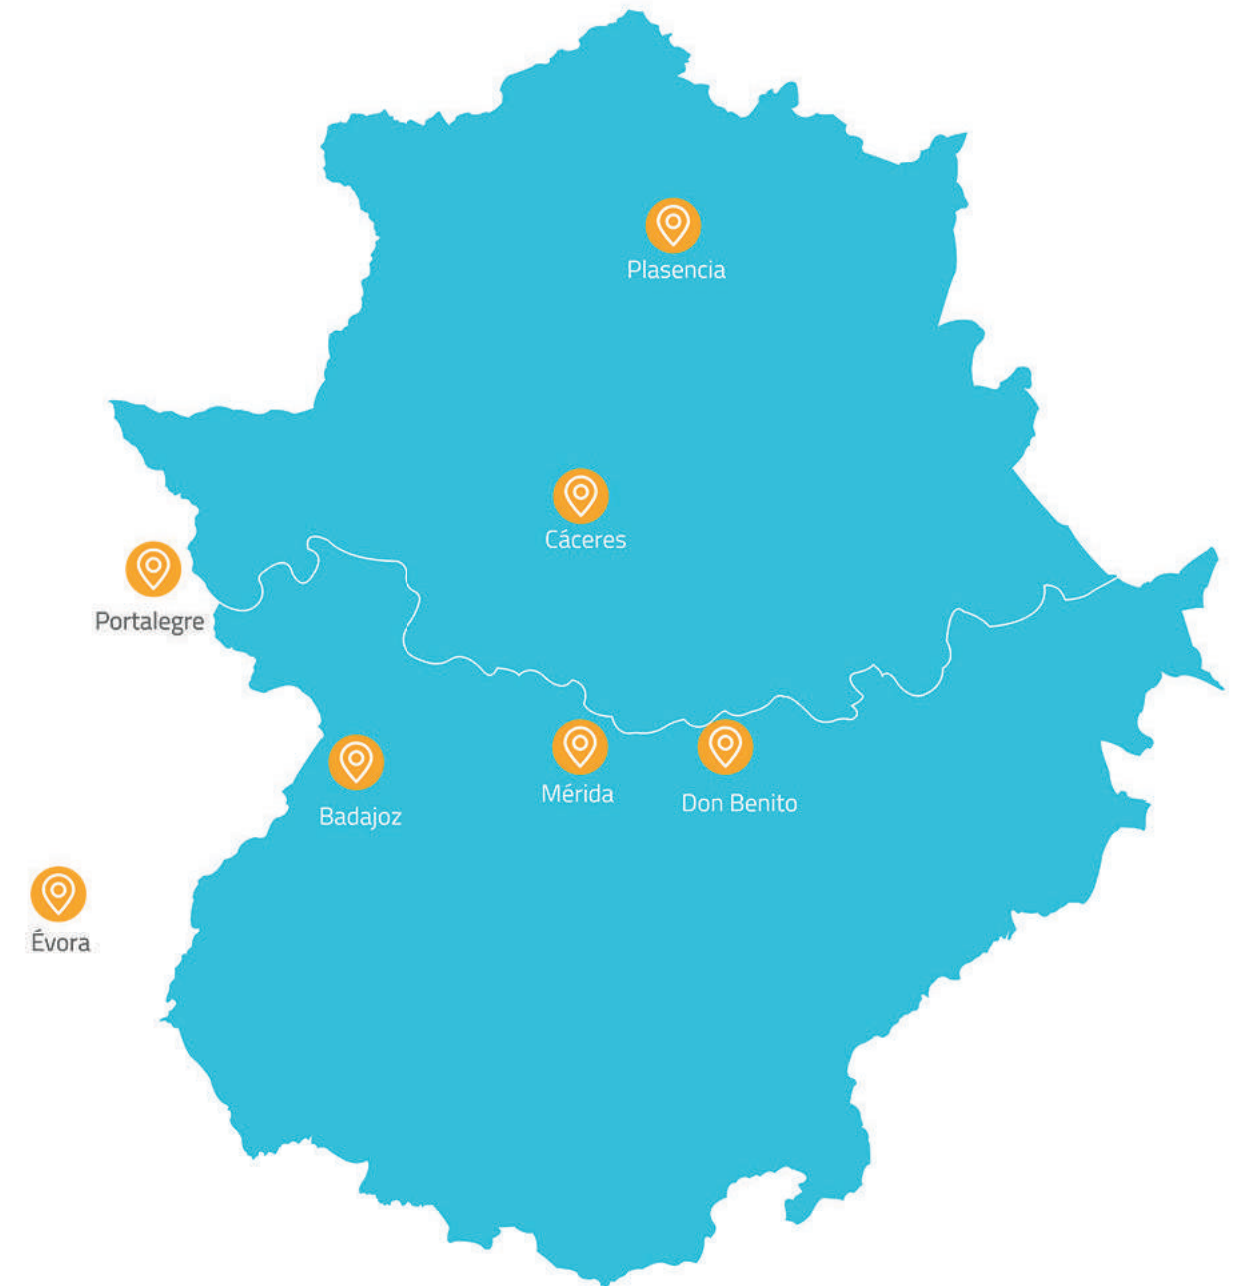 Plasencia
Cáceres
Portalegre
Mérida
Don Benito
Badajoz
Évora